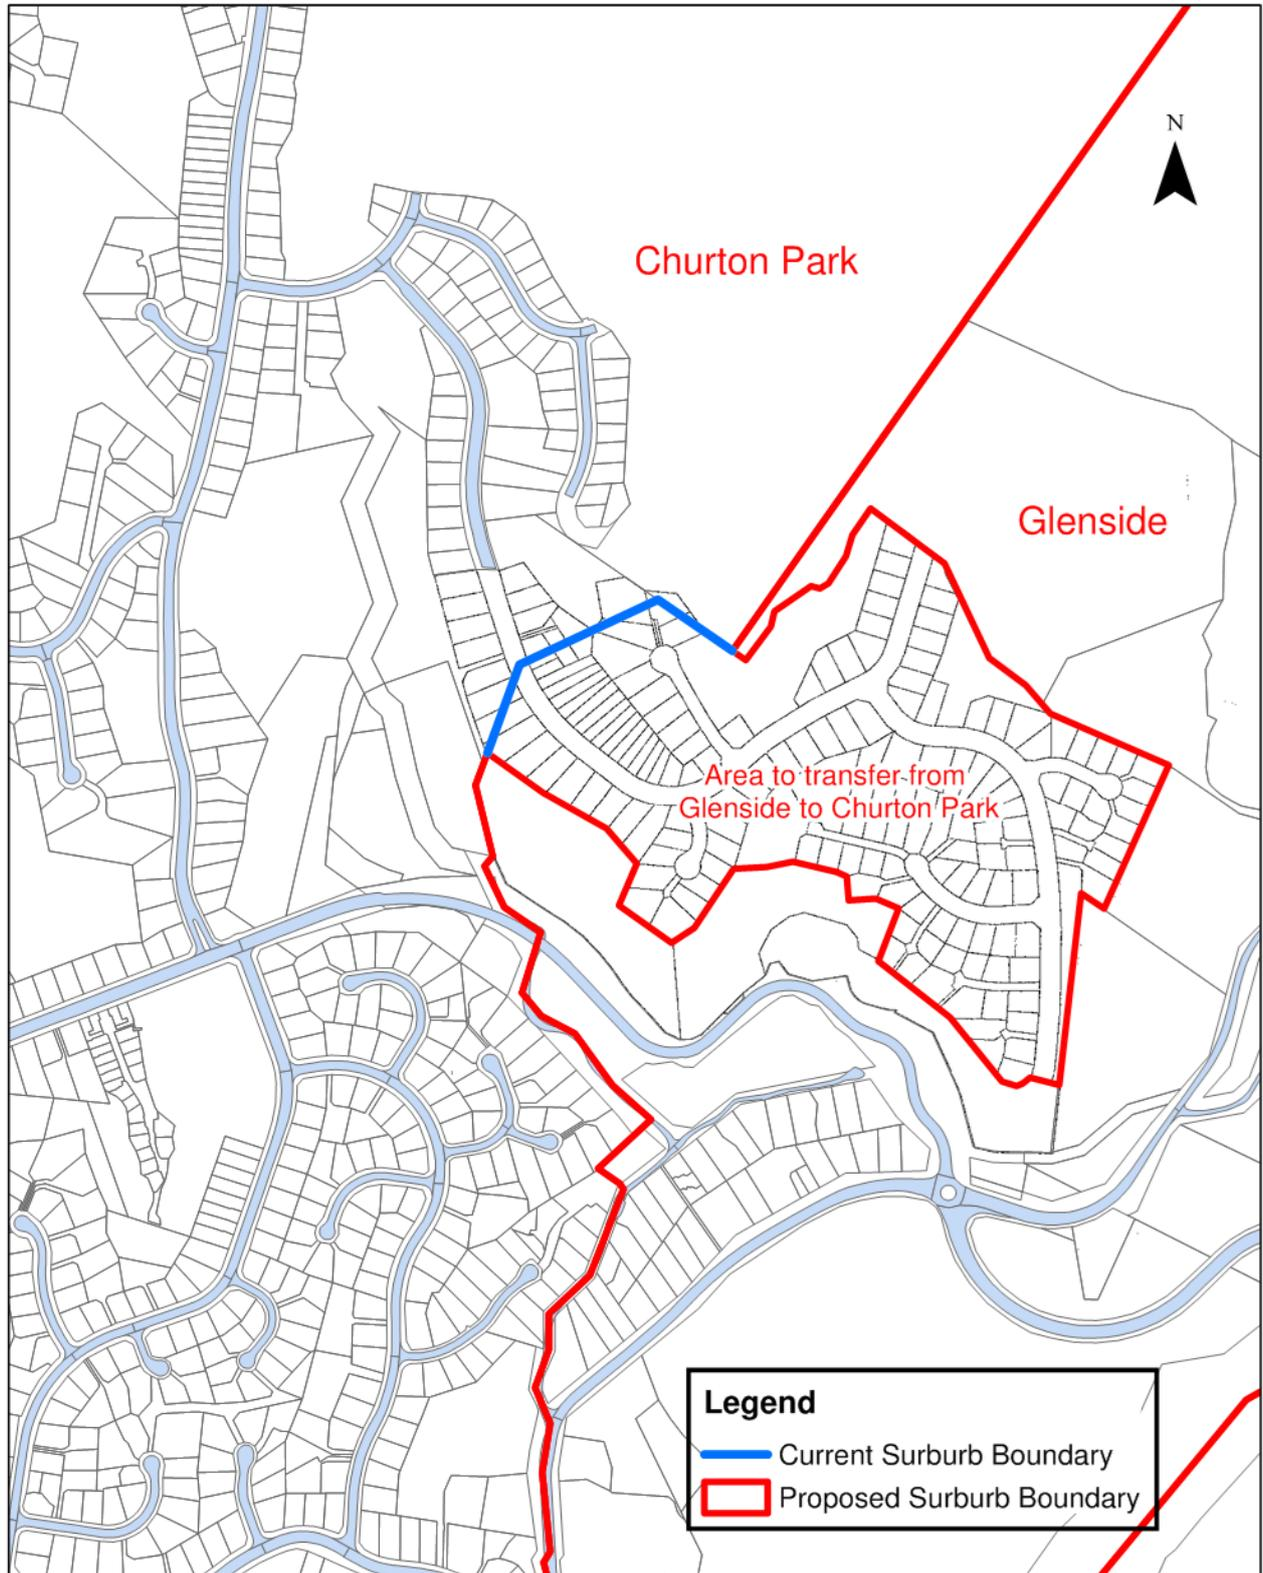 N
Churton Park
Glenside
Area to transfer from
Glenside to Churton Park
Legend
Current Surburb Boundary
Proposed Surburb Boundary